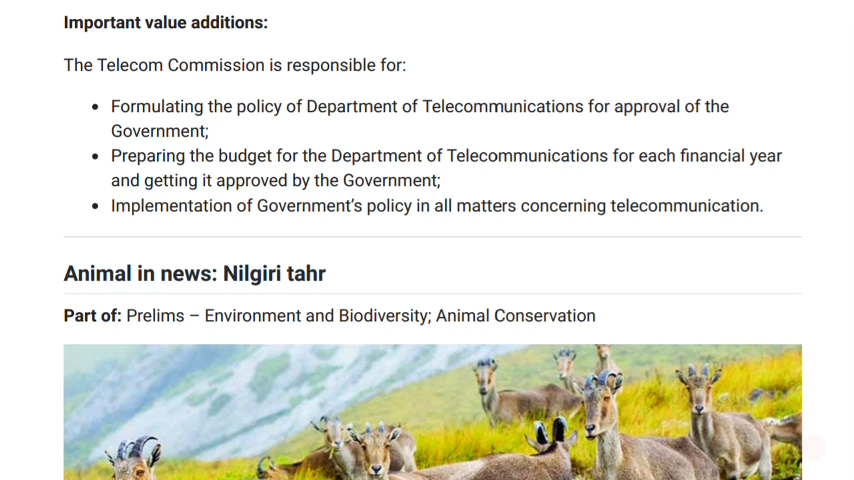 Important value additions:
The Telecom Commission is responsible for:
• Formulating the policy of Department of Telecommunications for approval of the
Government;
• Preparing the budget for the Department of Telecommunications for each financial year
and getting it approved by the Government;
• Implementation of Government’s policy in all matters concerning telecommunication.
Animal in news: Nilgiri tahr
Part of: Prelims – Environment and Biodiversity; Animal Conservation